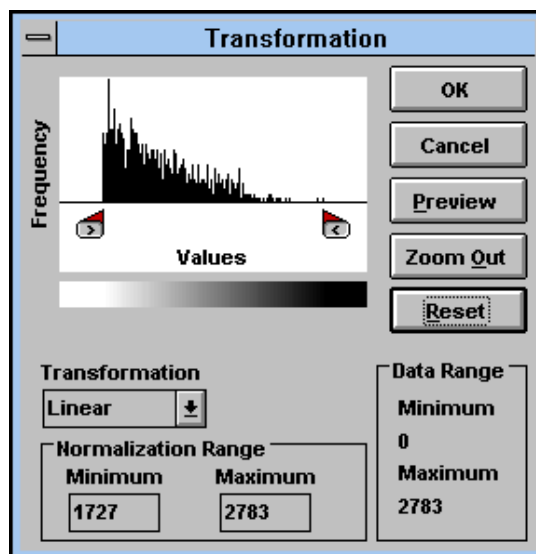 Transformation
Frequency
Values
OK
Cancel
Preview
Zoom Out
Reset
Transformation
Linear
Normalization Range
Minimum Maximum
1727 2783
Data Range
Minimum
0
Maximum
2783